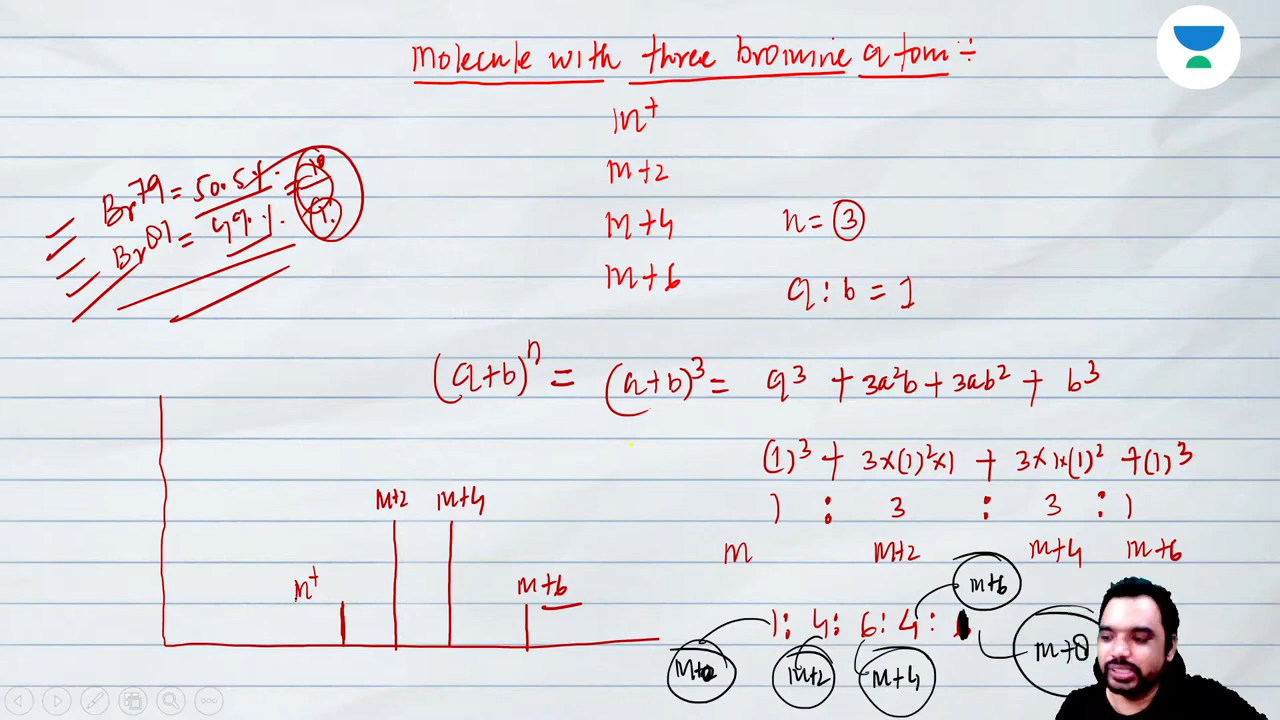 Molecule with three bromine atom ÷
m+
m+2
m+4
m+6
Br79 = 50.5%.
Br81 = 49%.
n = 3
a : b = 1
(a+b)^n = (a+b)^3 = a^3 + 3a^2b + 3ab^2 + b^3
(1)^3 + 3×(1)^2×1 + 3×1×(1)^2 + (1)^3
1 : 3 : 3 : 1
m m+2 m+4 m+6
m+2 m+4
m+ m+6
m+6
1: 4: 6: 4:
m+2 m+4 m+8